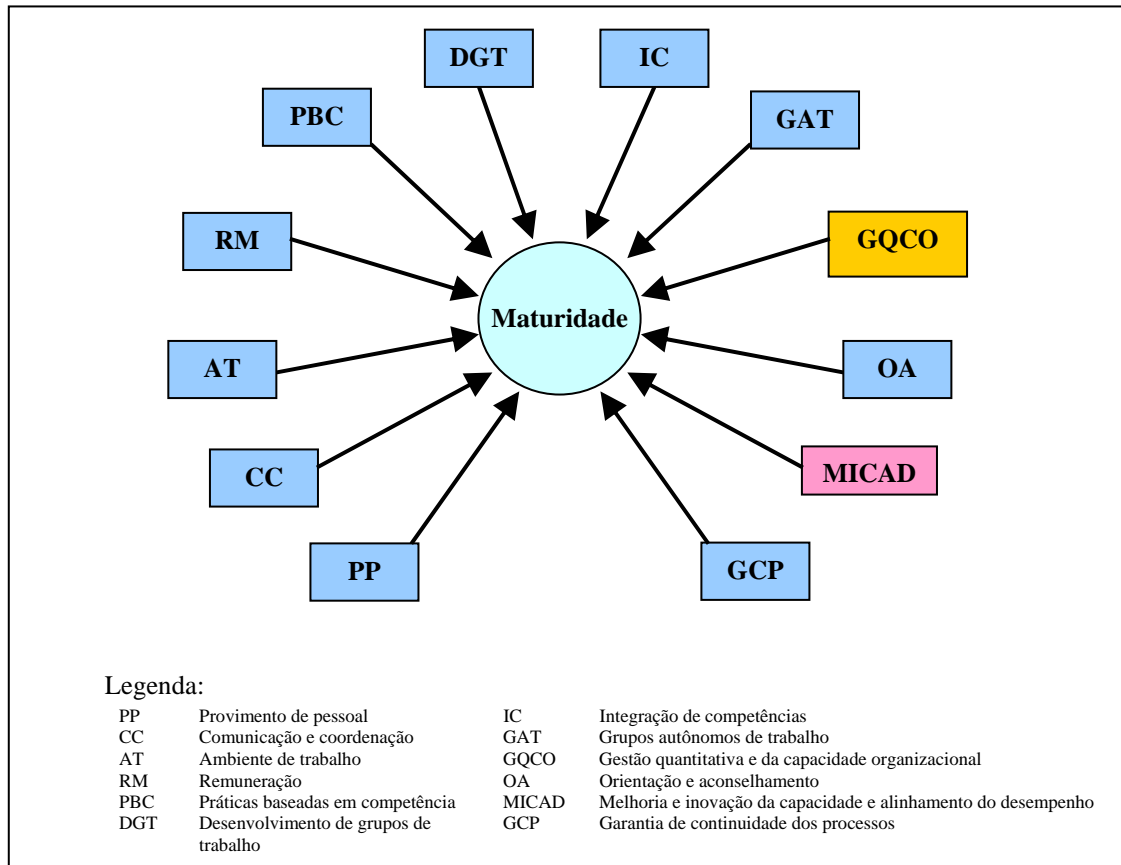 DGT
IC
PBC
GAT
RM
GQCO
Maturidade
AT
OA
CC
MICAD
PP
GCP
Legenda:
PP Provimento de pessoal
CC Comunicação e coordenação
AT Ambiente de trabalho
RM Remuneração
PBC Práticas baseadas em competência
DGT Desenvolvimento de grupos de
trabalho
IC Integração de competências
GAT Grupos autônomos de trabalho
GQCO Gestão quantitativa e da capacidade organizacional
OA Orientação e aconselhamento
MICAD Melhoria e inovação da capacidade e alinhamento do desempenho
GCP Garantia de continuidade dos processos